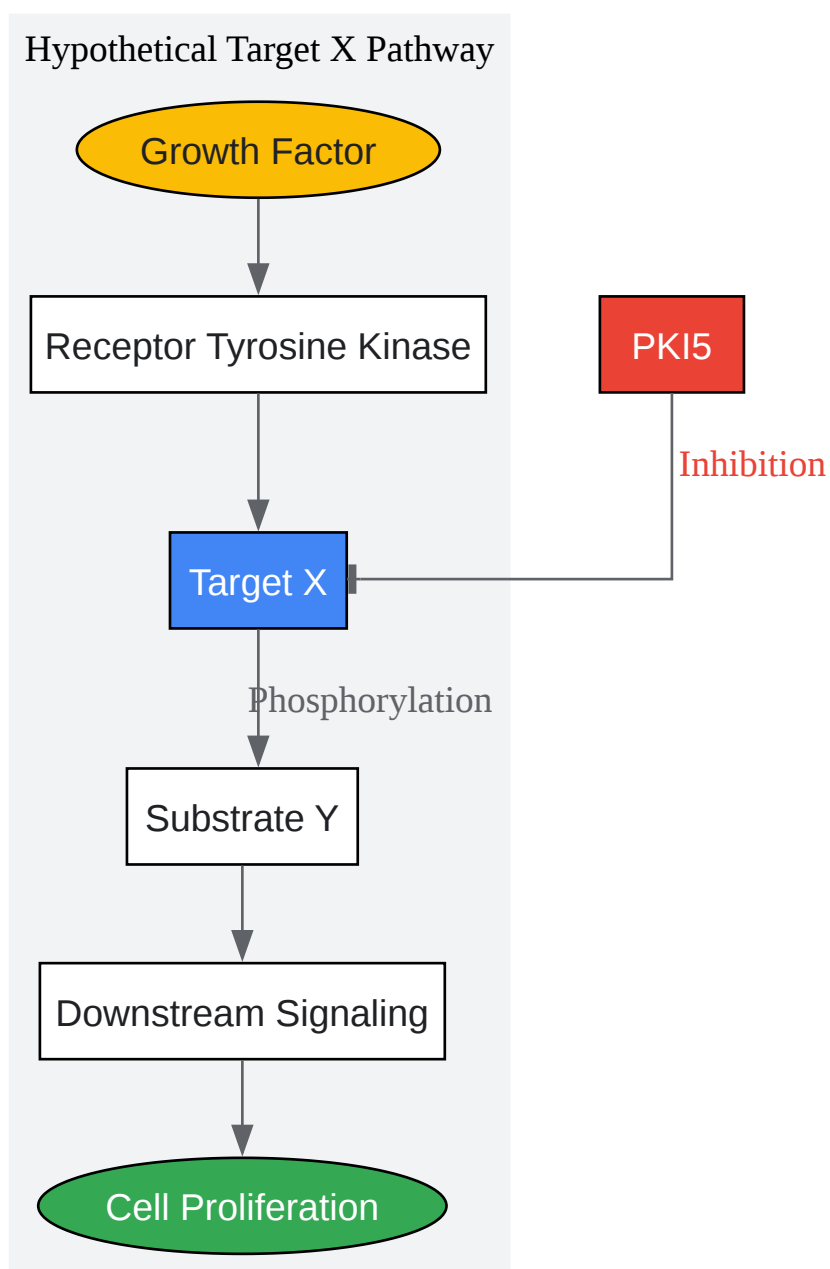 Hypothetical Target X Pathway
Growth Factor
Receptor Tyrosine Kinase
PKI5
Inhibition
Target X
Phosphorylation
Substrate Y
Downstream Signaling
Cell Proliferation